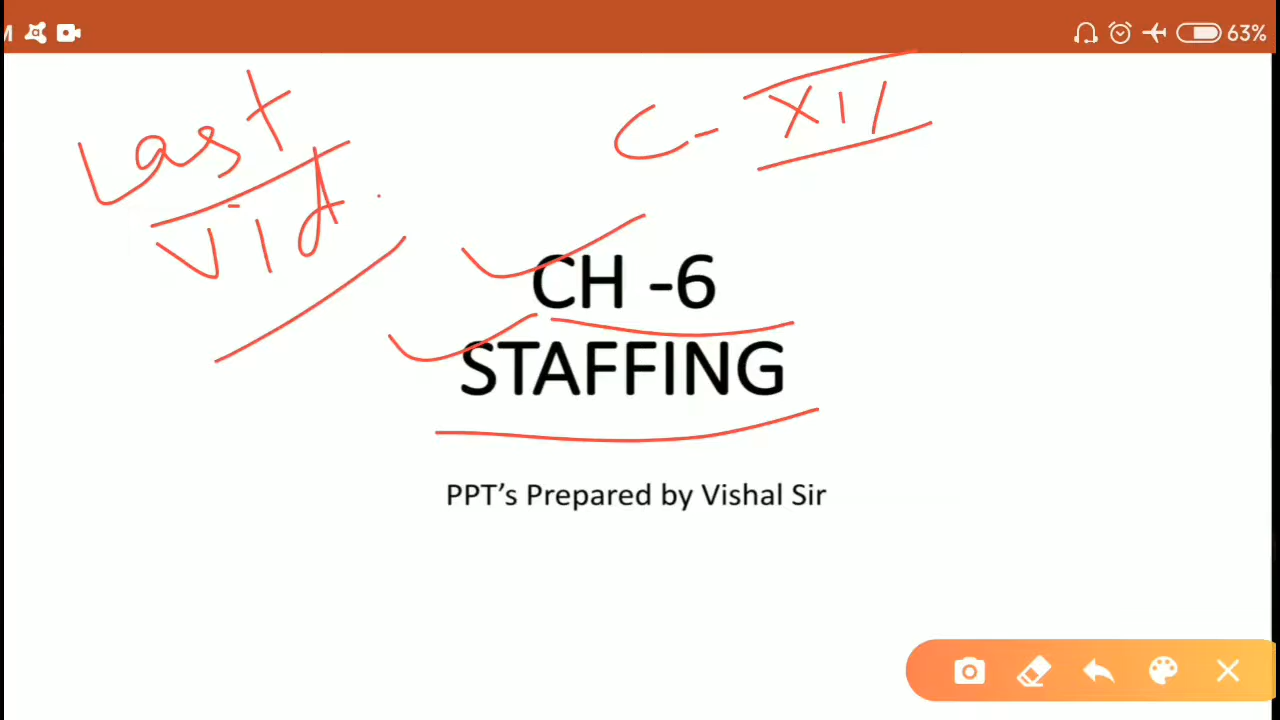 M
63%
Last
Vid.
C- XII
CH -6
STAFFING
PPT's Prepared by Vishal Sir